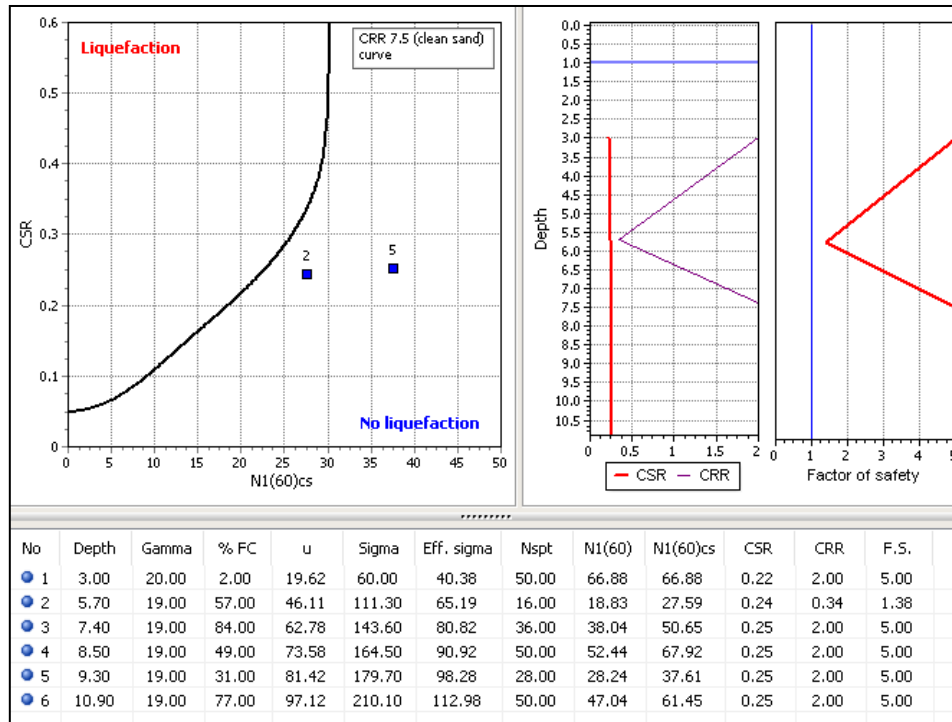 0.6
0.5
0.4
0.3
0.2
0.1
0
CSR
Liquefaction
CRR 7.5 (clean sand)
curve
2
5
No liquefaction
0 5 10 15 20 25 30 35 40 45 50
N1(60)cs
0.0
0.5
1.0
1.5
2.0
2.5
3.0
3.5
4.0
4.5
5.0
5.5
6.0
6.5
7.0
7.5
8.0
8.5
9.0
9.5
10.0
10.5
Depth
0 0.5 1 1.5 2
CSR CRR
0 1 2 3 4 5
Factor of safety
No Depth Gamma % FC u Sigma Eff. sigma Nspt N1(60) N1(60)cs CSR CRR F.S.
1 3.00 20.00 2.00 19.62 60.00 40.38 50.00 66.88 66.88 0.22 2.00 5.00
2 5.70 19.00 57.00 46.11 111.30 65.19 16.00 18.83 27.59 0.24 0.34 1.38
3 7.40 19.00 84.00 62.78 143.60 80.82 36.00 38.04 50.65 0.25 2.00 5.00
4 8.50 19.00 49.00 73.58 164.50 90.92 50.00 52.44 67.92 0.25 2.00 5.00
5 9.30 19.00 31.00 81.42 179.70 98.28 28.00 28.24 37.61 0.25 2.00 5.00
6 10.90 19.00 77.00 97.12 210.10 112.98 50.00 47.04 61.45 0.25 2.00 5.00